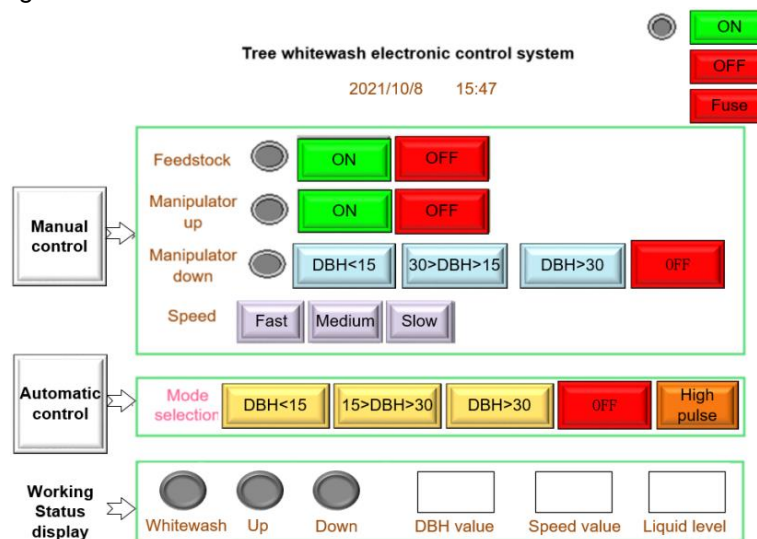 ON
Tree whitewash electronic control system
OFF
2021/10/8 15:47
Fuse
Feedstock ON OFF
Manipulator
up ON OFF
Manual
control
Manipulator
down DBH<15 30>DBH>15 DBH>30 OFF
Speed Fast Medium Slow
Automatic
control
Mode
selection DBH<15 15>DBH>30 DBH>30 OFF High
pulse
Working
Status
display
Whitewash Up Down DBH value Speed value Liquid level